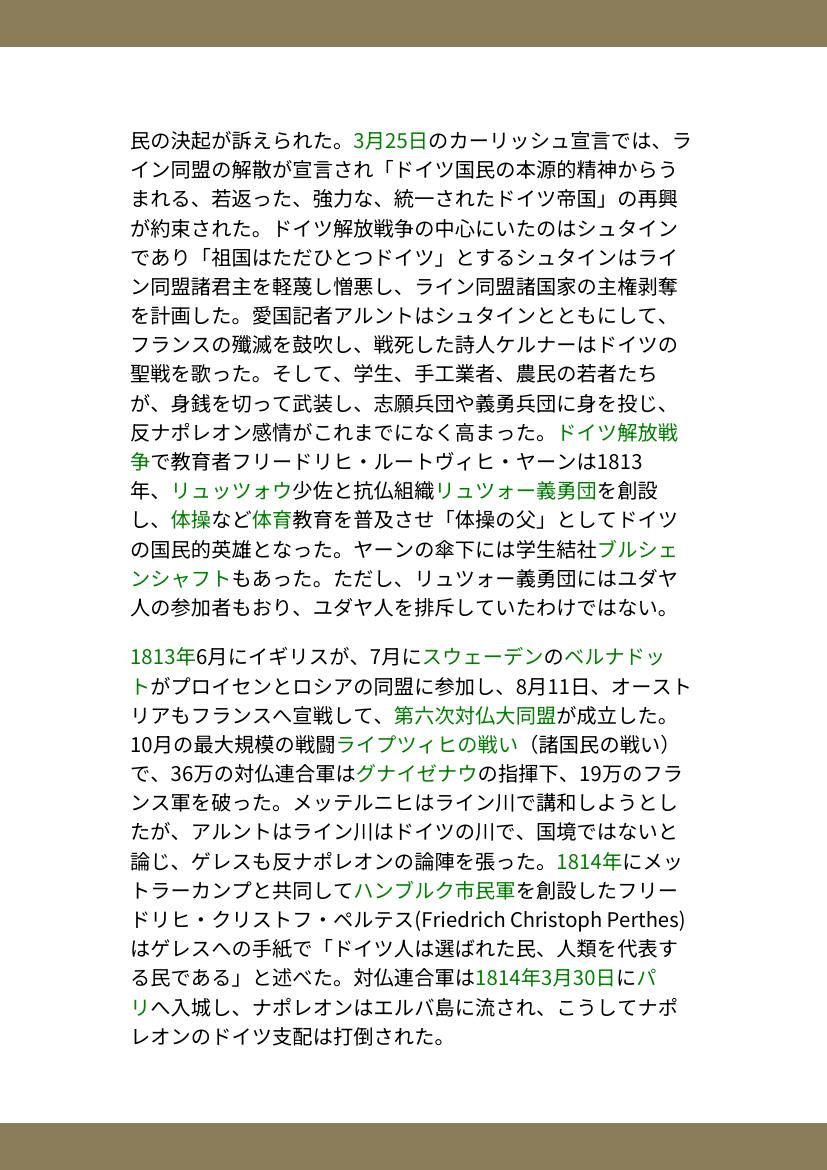 民の決起が訴えられた。3月25日のカーリッシュ宣言では、ラ
イン同盟の解散が宣言され「ドイツ国民の本源的精神からう
まれる、若返った、強力な、統一されたドイツ帝国」の再興
が約束された。ドイツ解放戦争の中心にいたのはシュタイン
であり「祖国はただひとつドイツ」とするシュタインはライ
ン同盟諸君主を軽蔑し憎悪し、ライン同盟諸国家の主権剥奪
を計画した。愛国記者アルントはシュタインとともにして、
フランスの殲滅を鼓吹し、戦死した詩人ケルナーはドイツの
聖戦を歌った。そして、学生、手工業者、農民の若者たち
が、身銭を切って武装し、志願兵団や義勇兵団に身を投じ、
反ナポレオン感情がこれまでになく高まった。ドイツ解放戦
争で教育者フリードリヒ・ルートヴィヒ・ヤーンは1813
年、リュッツォウ少佐と抗仏組織リュツォー義勇団を創設
し、体操など体育教育を普及させ「体操の父」としてドイツ
の国民的英雄となった。ヤーンの傘下には学生結社ブルシェ
ンシャフトもあった。ただし、リュツォー義勇団にはユダヤ
人の参加者もおり、ユダヤ人を排斥していたわけではない。
1813年6月にイギリスが、7月にスウェーデンのベルナドッ
トがプロイセンとロシアの同盟に参加し、8月11日、オースト
リアもフランスへ宣戦して、第六次対仏大同盟が成立した。
10月の最大規模の戦闘ライプツィヒの戦い（諸国民の戦い）
で、36万の対仏連合軍はグナイゼナウの指揮下、19万のフラ
ンス軍を破った。メッテルニヒはライン川で講和しようとし
たが、アルントはライン川はドイツの川で、国境ではないと
論じ、ゲレスも反ナポレオンの論陣を張った。1814年にメッ
トラーカンプと共同してハンブルク市民軍を創設したフリー
ドリヒ・クリストフ・ペルテス(Friedrich Christoph Perthes)
はゲレスへの手紙で「ドイツ人は選ばれた民、人類を代表す
る民である」と述べた。対仏連合軍は1814年3月30日にパ
リへ入城し、ナポレオンはエルバ島に流され、こうしてナポ
レオンのドイツ支配は打倒された。